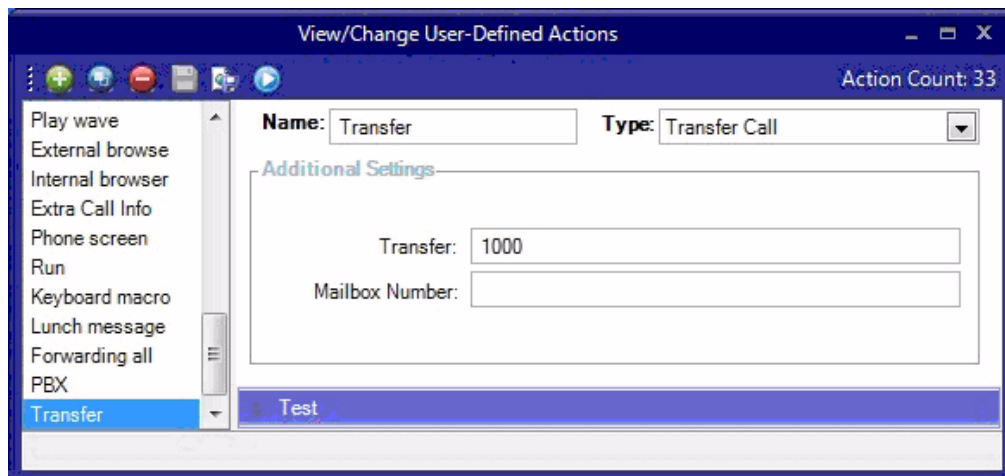 View/Change User-Defined Actions
Action Count: 33
Play wave
External browse
Internal browser
Extra Call Info
Phone screen
Run
Keyboard macro
Lunch message
Forwarding all
PBX
Transfer
Name: Transfer Type: Transfer Call
Additional Settings
Transfer: 1000
Mailbox Number:
Test